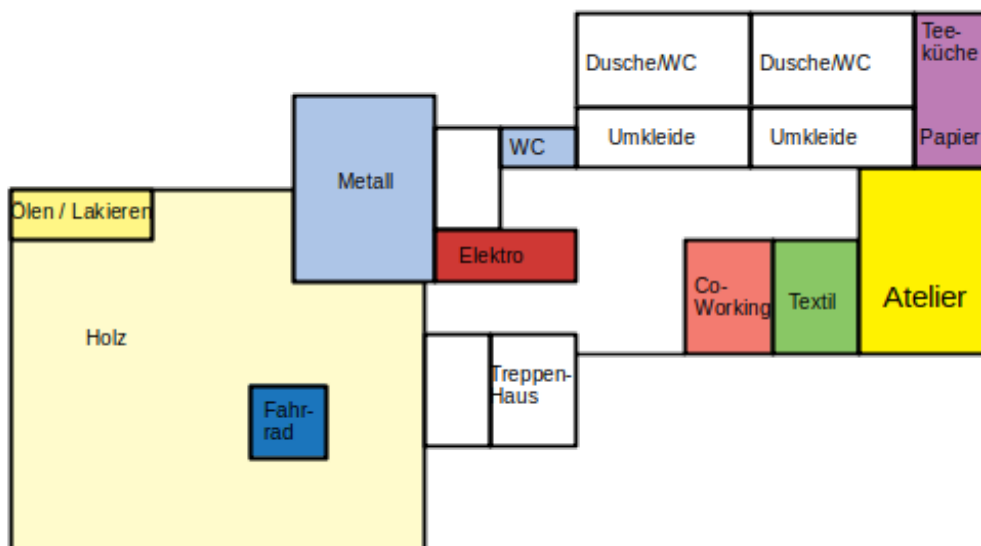 Dusche/WC
Dusche/WC
Tee-
küche
Umkleide
Umkleide
Papier
WC
Metall
Ölen / Lakieren
Elektro
Co-
Working
Textil
Atelier
Holz
Treppen-
Haus
Fahr-
rad